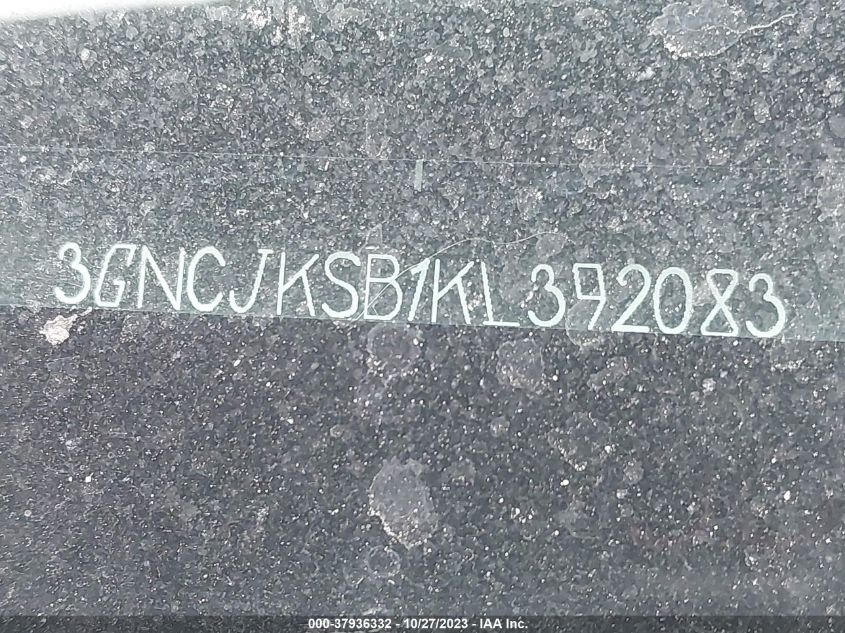 3GNCJKSB1KL392083
000-37936332 - 10/27/2023 - IAA Inc.